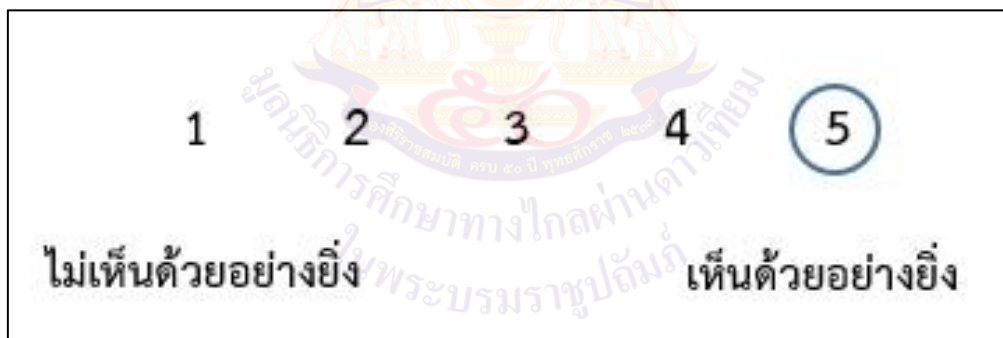 1 2 3 4 5
ไม่เห็นด้วยอย่างยิ่ง เห็นด้วยอย่างยิ่ง
มูลนิธิการศึกษาทางไกลผ่านดาวเทียม
ในพระบรมราชูปถัมภ์